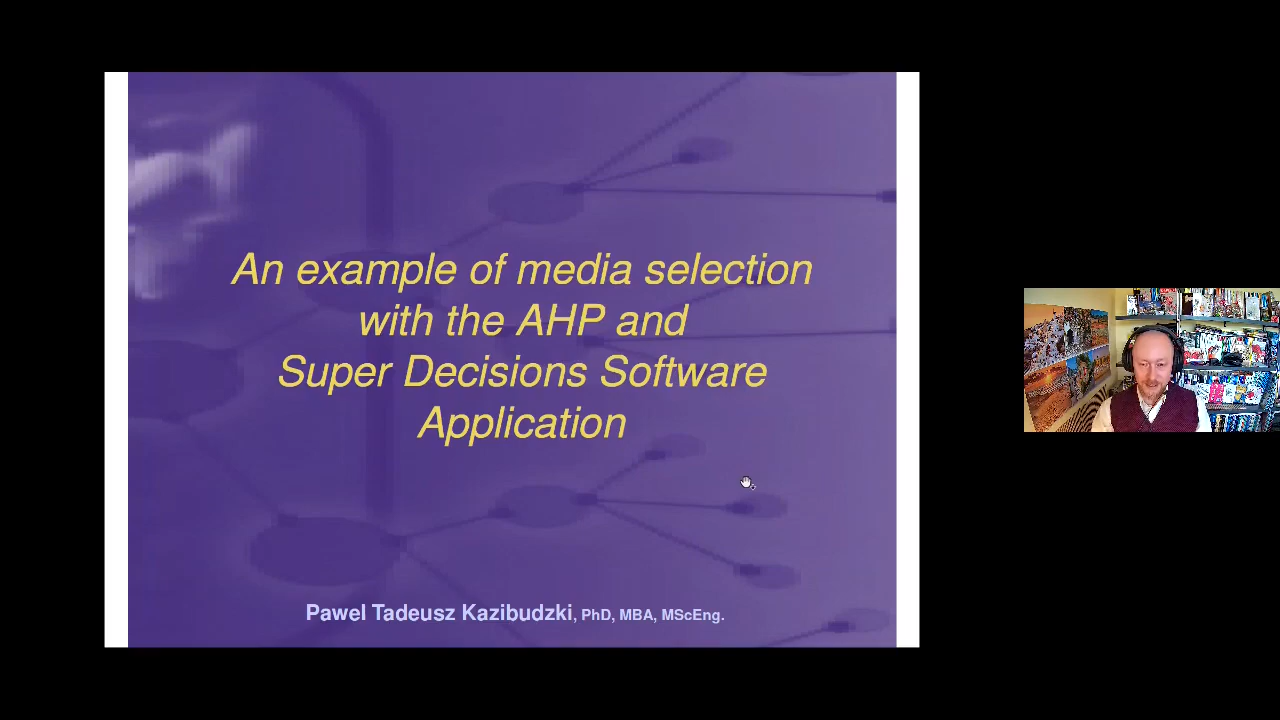 An example of media selection
with the AHP and
Super Decisions Software
Application
Pawel Tadeusz Kazibudzki, PhD, MBA, MScEng.